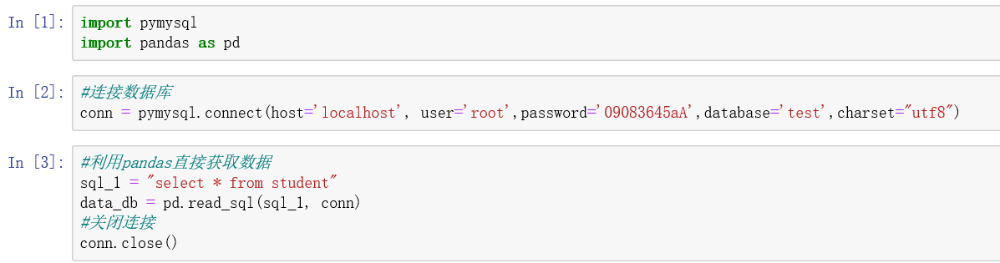 In [1]: import pymysql
import pandas as pd
In [2]: #连接数据库
conn = pymysql.connect(host='localhost', user='root',password='09083645aA',database='test',charset="utf8")
In [3]: #利用pandas直接获取数据
sql_1 = "select * from student"
data_db = pd.read_sql(sql_1, conn)
#关闭连接
conn.close()